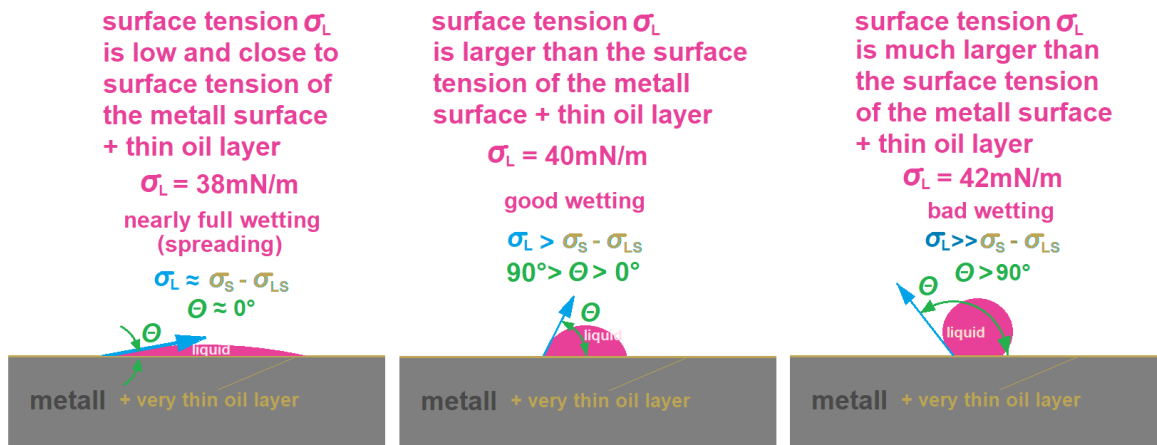 surface tension σL
is low and close to
surface tension of
the metall surface
+ thin oil layer
σL = 38mN/m
nearly full wetting
(spreading)
σL ≈ σS - σLS
Θ ≈ 0°
Θ
liquid
metall + very thin oil layer
surface tension σL
is larger than the surface
tension of the metall
surface + thin oil layer
σL = 40mN/m
good wetting
σL > σS - σLS
90°> Θ > 0°
Θ
liquid
metall + very thin oil layer
surface tension σL
is much larger than
the surface tension
of the metall surface
+ thin oil layer
σL = 42mN/m
bad wetting
σL>> σS - σLS
Θ > 90°
Θ
liquid
metall + very thin oil layer